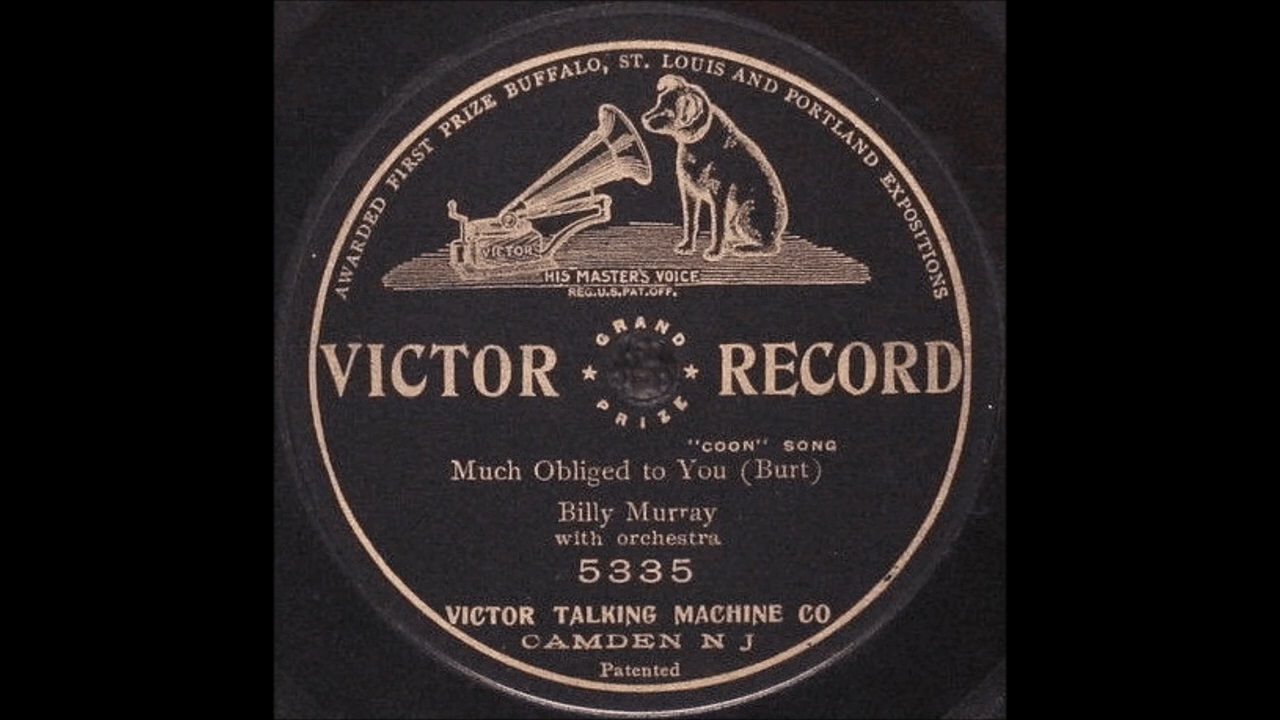 AWARDED FIRST PRIZE BUFFALO, ST. LOUIS AND PORTLAND EXPOSITIONS
VICTOR
HIS MASTER'S VOICE
REG.U.S.PAT.OFF.
VICTOR GRAND PRIZE RECORD
"COON" SONG
Much Obliged to You (Burt)
Billy Murray
with orchestra
5335
VICTOR TALKING MACHINE CO
CAMDEN N J
Patented